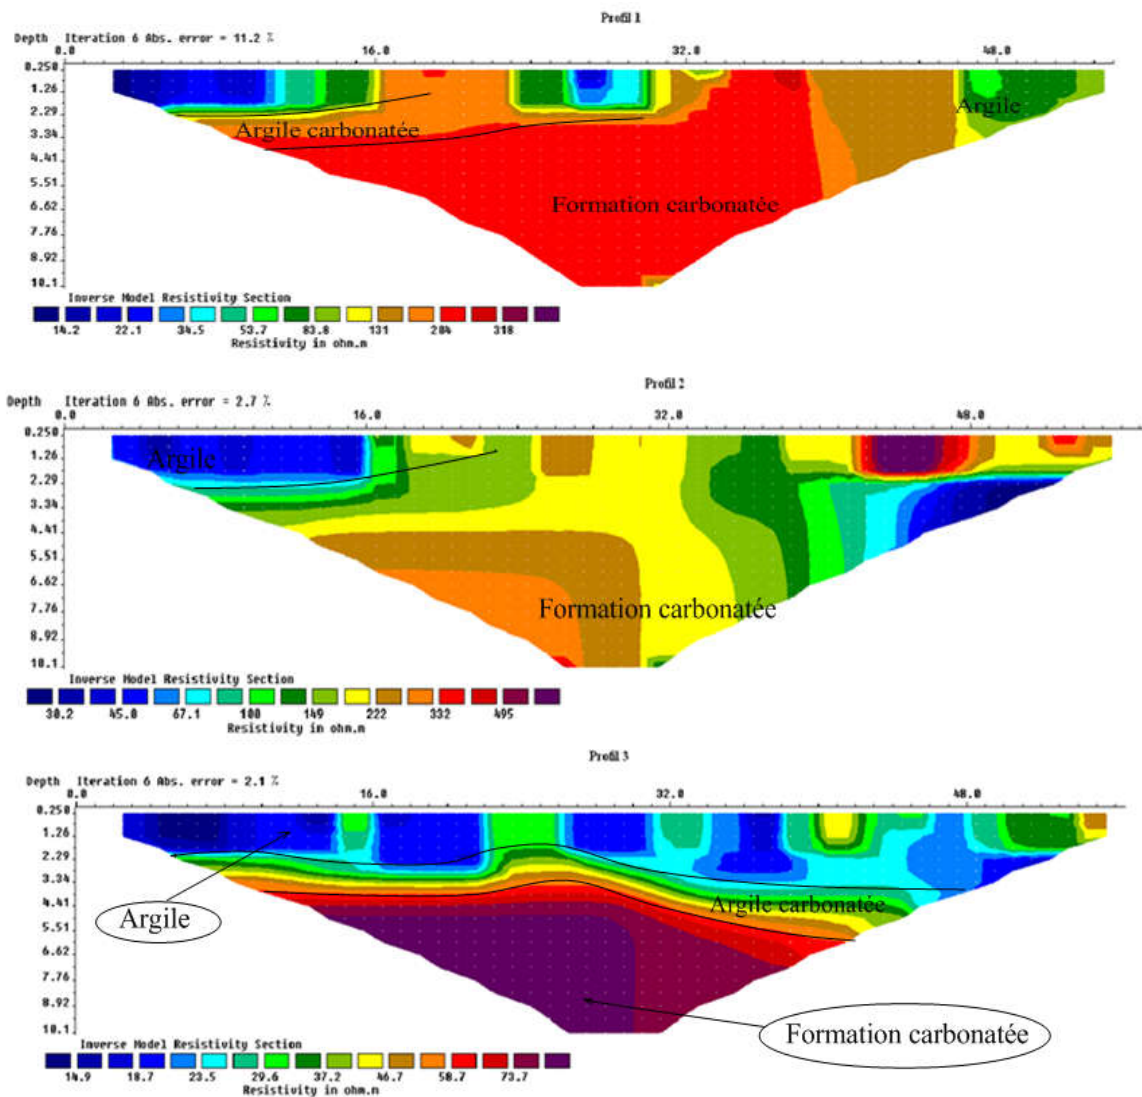 Profil 1
Depth Iteration 6 Abs. error = 11.2 %
0.0 16.0 32.0 48.0
0.250
1.26
2.29
3.34
4.41
5.51
6.62
7.76
8.92
10.1
Argile
Argile carbonatée
Formation carbonatée
Inverse Model Resistivity Section
14.2 22.1 34.5 53.7 83.8 131 204 318
Resistivity in ohm.m
Profil 2
Depth Iteration 6 Abs. error = 2.7 %
0.0 16.0 32.0 48.0
0.250
1.26
2.29
3.34
4.41
5.51
6.62
7.76
8.92
10.1
Argile
Formation carbonatée
Inverse Model Resistivity Section
30.2 45.0 67.1 100 149 222 332 495
Resistivity in ohm.m
Profil 3
Depth Iteration 6 Abs. error = 2.1 %
0.0 16.0 32.0 48.0
0.250
1.26
2.29
3.34
4.41
5.51
6.62
7.76
8.92
10.1
Argile carbonatée
Argile
Formation carbonatée
Inverse Model Resistivity Section
14.9 18.7 23.5 29.6 37.2 46.7 58.7 73.7
Resistivity in ohm.m